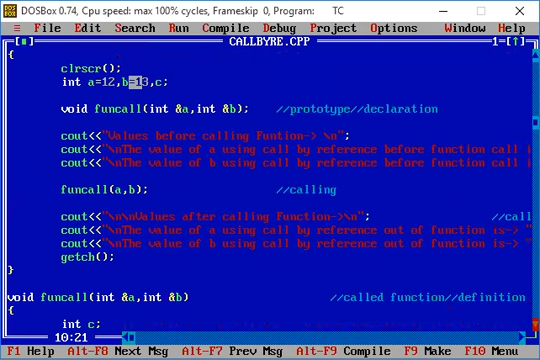 DOSBox 0.74, Cpu speed: max 100% cycles, Frameskip 0, Program: TC
≡ File Edit Search Run Compile Debug Project Options Window Help
[■] CALLBYRE.CPP 1=[↑]
{
clrscr();
int a=12,b=13,c;
void funcall(int &a,int &b); //prototype//declaration
cout<<"Values before calling Funtion-> \n";
cout<<"\nThe value of a using call by reference before function call i
cout<<"\nThe value of b using call by reference before function call i
funcall(a,b); //calling
cout<<"\n\nValues after calling Function->\n"; //call
cout<<"\nThe value of a using call by reference out of function is-> "
cout<<"\nThe value of b using call by reference out of function is-> "
getch();
}
void funcall(int &a,int &b) //called function//definition
{
int c;
10:21
F1 Help Alt-F8 Next Msg Alt-F7 Prev Msg Alt-F9 Compile F9 Make F10 Menu